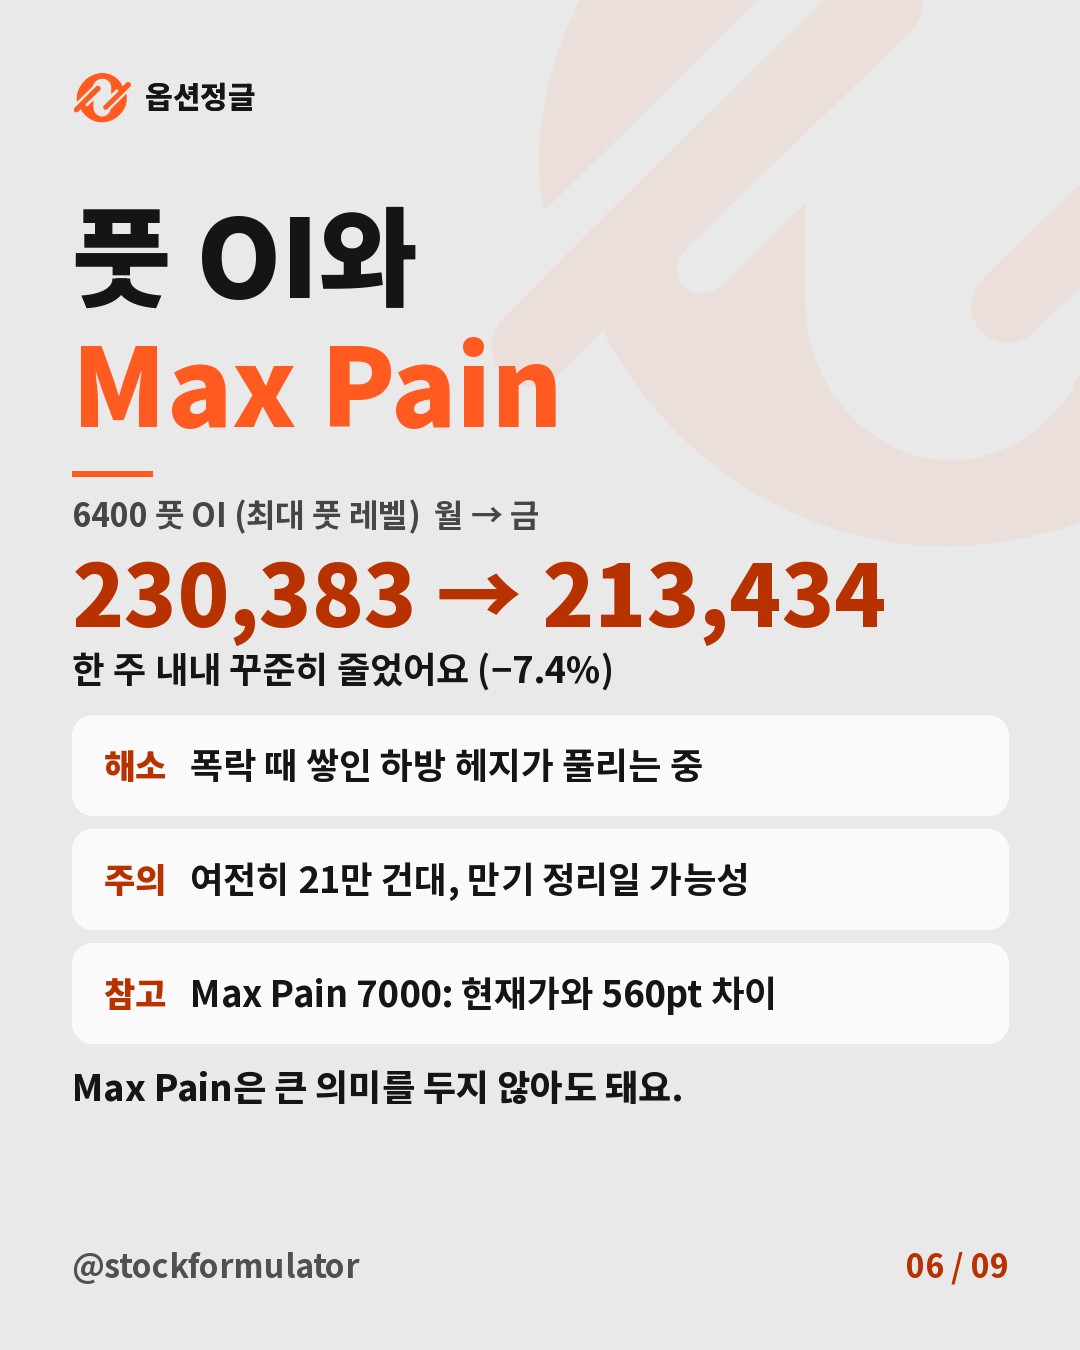 옵션정글
풋 OI와
Max Pain
6400 풋 OI (최대 풋 레벨) 월 → 금
230,383 → 213,434
한 주 내내 꾸준히 줄었어요 (−7.4%)
해소 폭락 때 쌓인 하방 헤지가 풀리는 중
주의 여전히 21만 건대, 만기 정리일 가능성
참고 Max Pain 7000: 현재가와 560pt 차이
Max Pain은 큰 의미를 두지 않아도 돼요.
@stockformulator
06 / 09